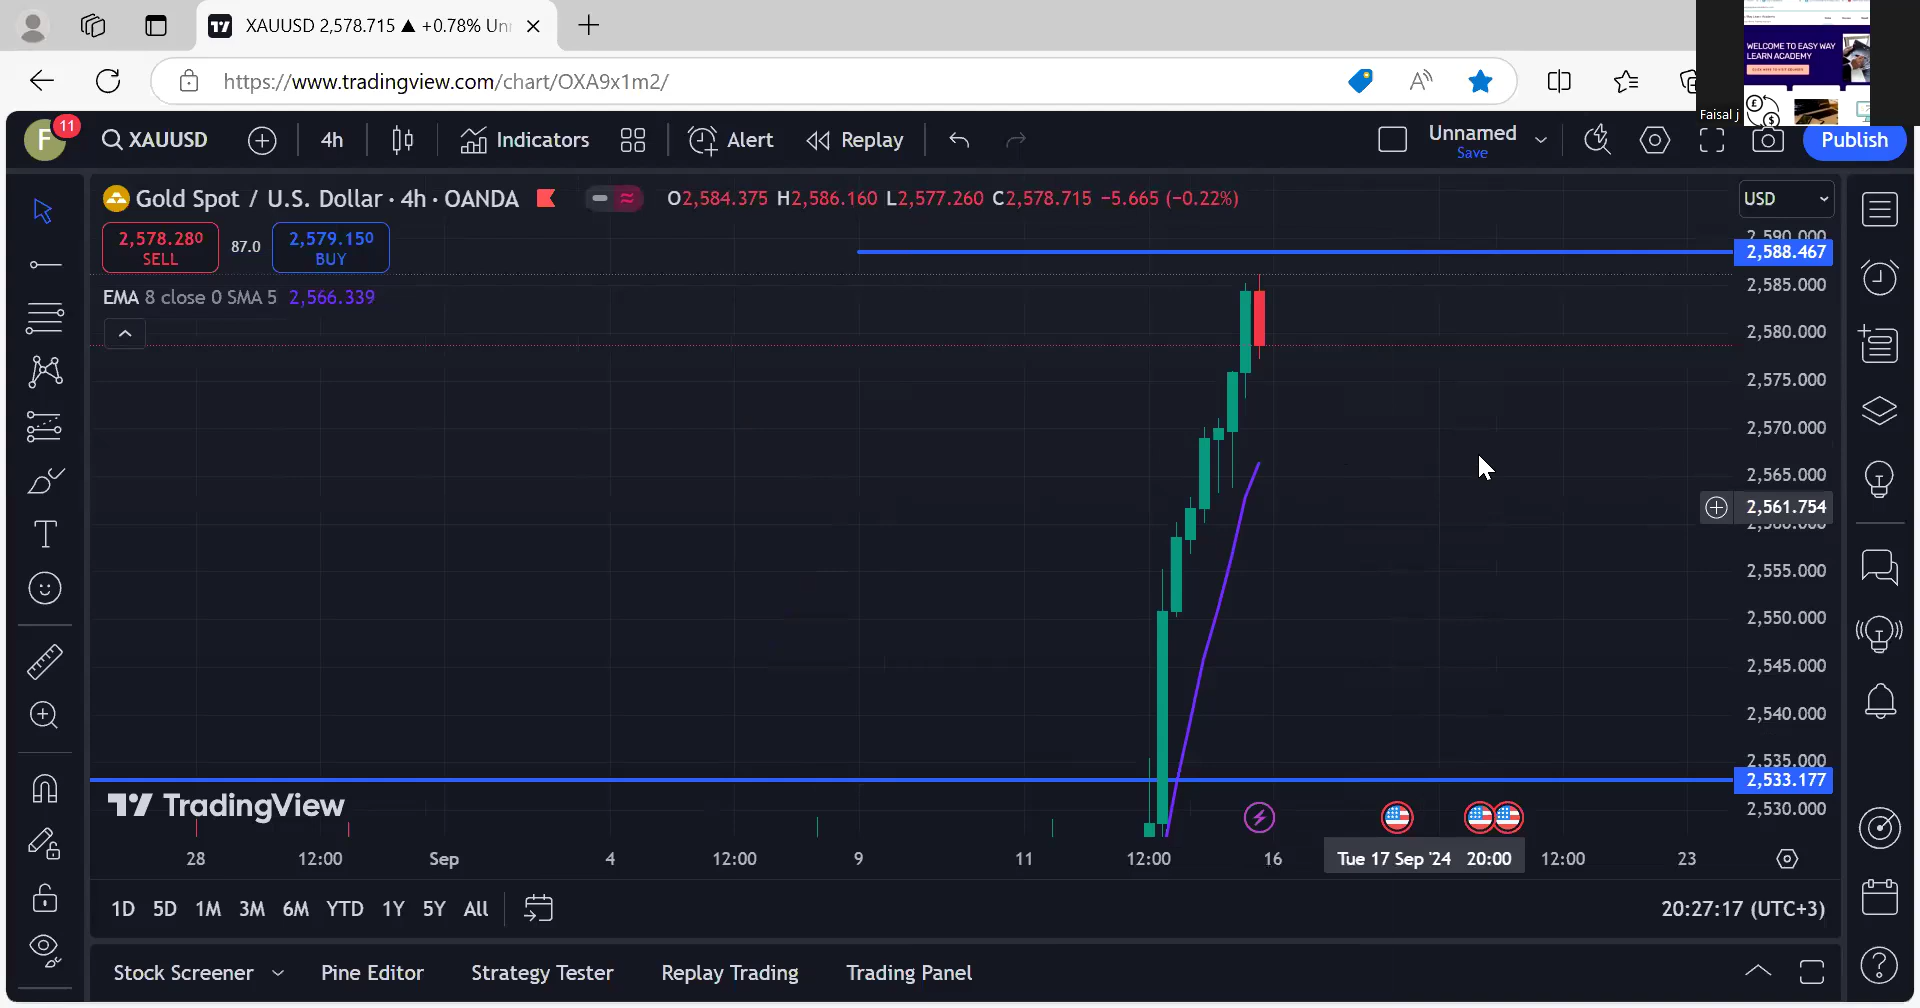 XAUUSD 2,578.715 ▲ +0.78% Un
https://www.tradingview.com/chart/OXA9x1m2/
WELCOME TO EASY WAY
LEARN ACADEMY
Faisal j
F
11
XAUUSD
4h
Indicators
Alert
Replay
Unnamed
Save
Publish
Gold Spot / U.S. Dollar · 4h · OANDA
O2,584.375 H2,586.160 L2,577.260 C2,578.715 −5.665 (−0.22%)
USD
2,578.280
SELL
87.0
2,579.150
BUY
EMA 8 close 0 SMA 5 2,566.339
2,590.000
2,588.467
2,585.000
2,580.000
2,575.000
2,570.000
2,565.000
2,561.754
2,560.000
2,555.000
2,550.000
2,545.000
2,540.000
2,535.000
2,533.177
2,530.000
TradingView
28
12:00
Sep
4
12:00
9
11
12:00
16
Tue 17 Sep '24 20:00
12:00
23
1D 5D 1M 3M 6M YTD 1Y 5Y All
20:27:17 (UTC+3)
Stock Screener
Pine Editor
Strategy Tester
Replay Trading
Trading Panel